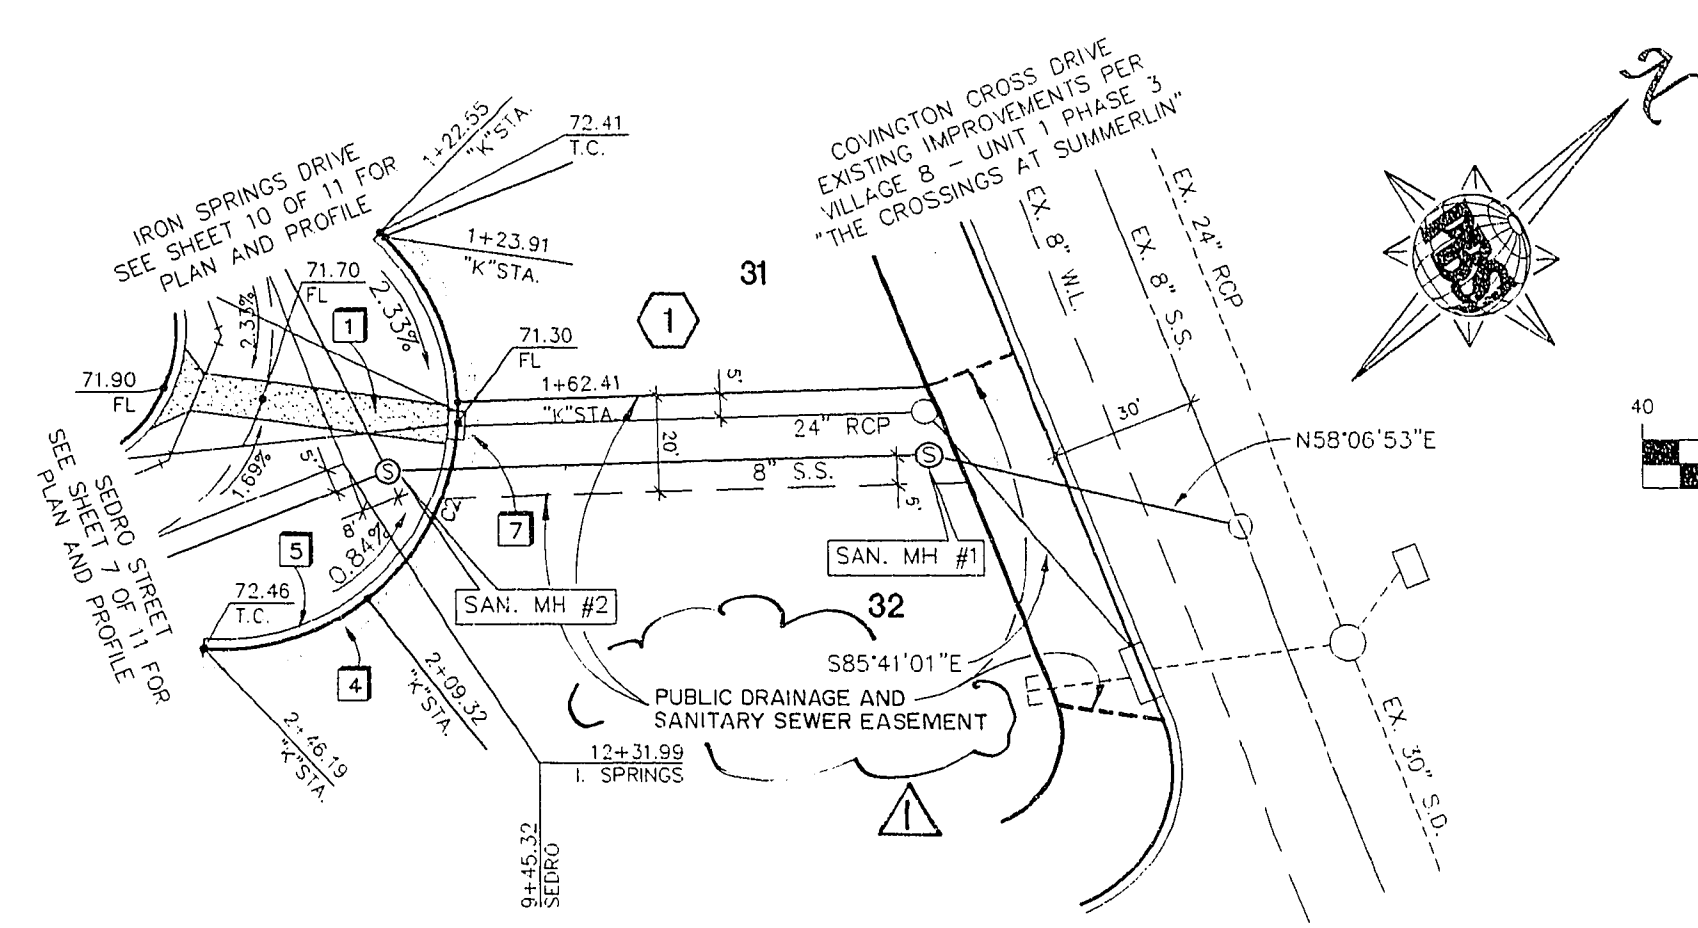 COVINGTON CROSS DRIVE
EXISTING IMPROVEMENTS PER
VILLAGE 8 – UNIT 1 PHASE 3
"THE CROSSINGS AT SUMMERLIN"
1+22.55
"K"STA.
72.41
T.C.
IRON SPRINGS DRIVE
SEE SHEET 10 OF 11 FOR
PLAN AND PROFILE
1+23.91
"K"STA.
71.70
FL
2.33%
2.33%
1
31
1
71.30
FL
71.90
FL
1+62.41
"K"STA.
5'
24" RCP
20'
8" S.S.
5'
EX. 8" W.L.
EX. 8" S.S.
EX. 24" RCP
30'
N58°06'53"E
40
SEDRO STREET
SEE SHEET 7 OF 11 FOR
PLAN AND PROFILE
1.69%
5'
S
S
8'
0.84%
C2
7
5
SAN. MH #1
72.46
T.C.
SAN. MH #2
32
4
S85°41'01"E
PUBLIC DRAINAGE AND
SANITARY SEWER EASEMENT
2+09.32
"K"STA.
2+46.19
"K"STA.
12+31.99
I. SPRINGS
9+45.32
SEDRO
1
EX. 30" S.D.